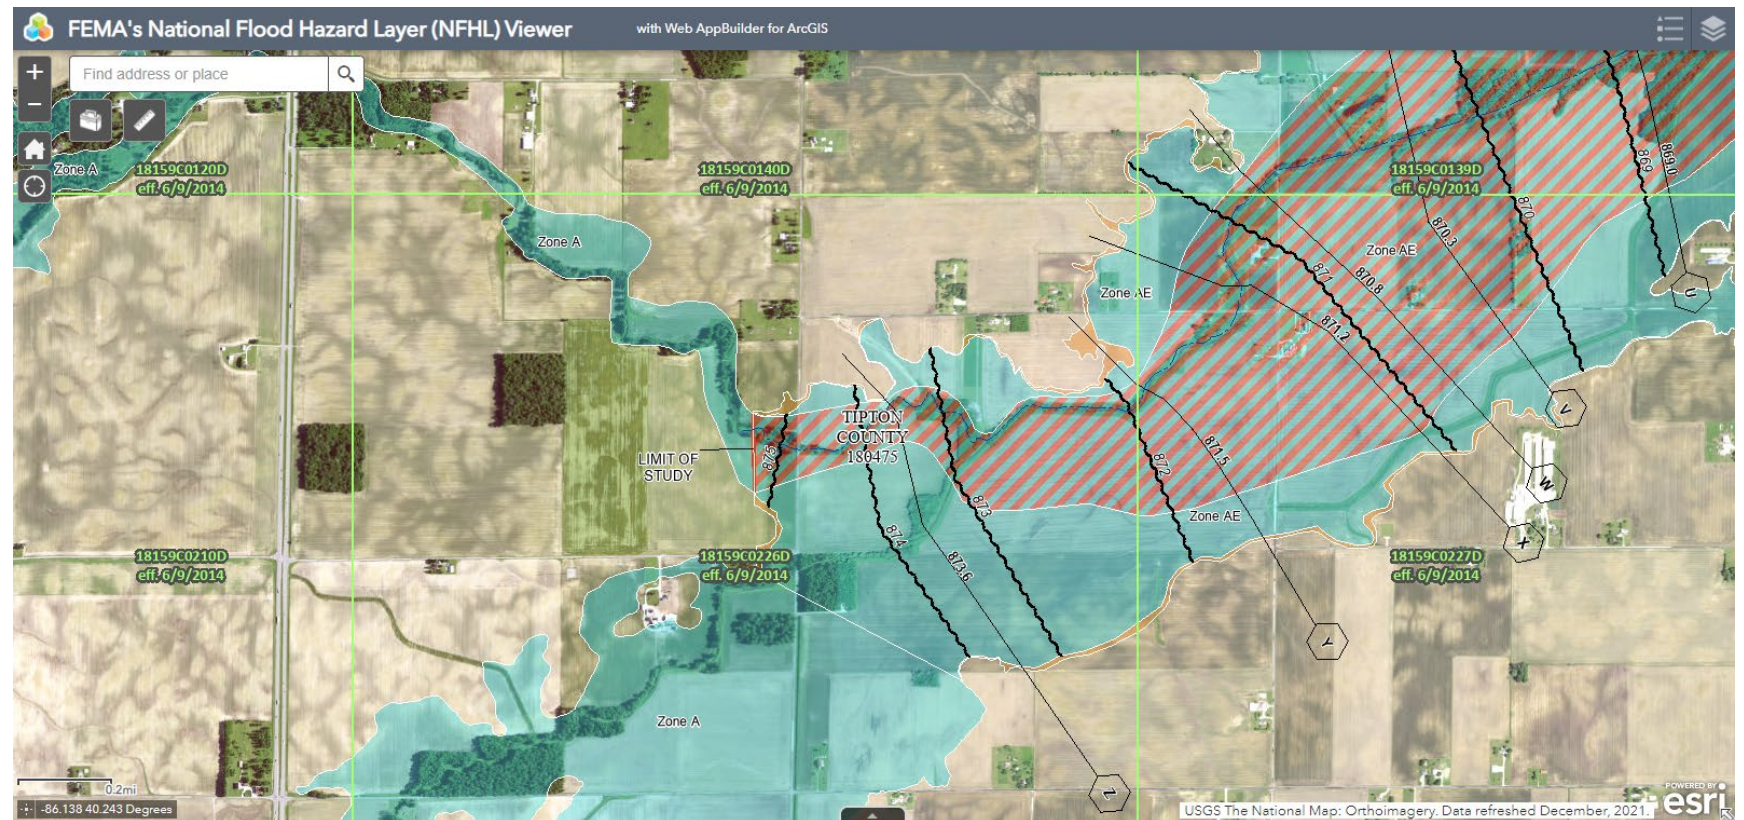 FEMA's National Flood Hazard Layer (NFHL) Viewer
with Web AppBuilder for ArcGIS
+
Find address or place
−
Zone A
18159C0120D
eff. 6/9/2014
18159C0140D
eff. 6/9/2014
18159C0139D
eff. 6/9/2014
869
869.0
870
870.3
Zone A
Zone AE
871
870.8
Zone AE
U
871.2
V
TIPTON
COUNTY
180475
LIMIT OF
STUDY
875
871.5
872
W
873
Zone AE
874
X
873.6
18159C0210D
eff. 6/9/2014
18159C0226D
eff. 6/9/2014
18159C0227D
eff. 6/9/2014
Y
Zone A
Z
0.2mi
-86.138 40.243 Degrees
USGS The National Map: Orthoimagery. Data refreshed December, 2021.
POWERED BY
esri